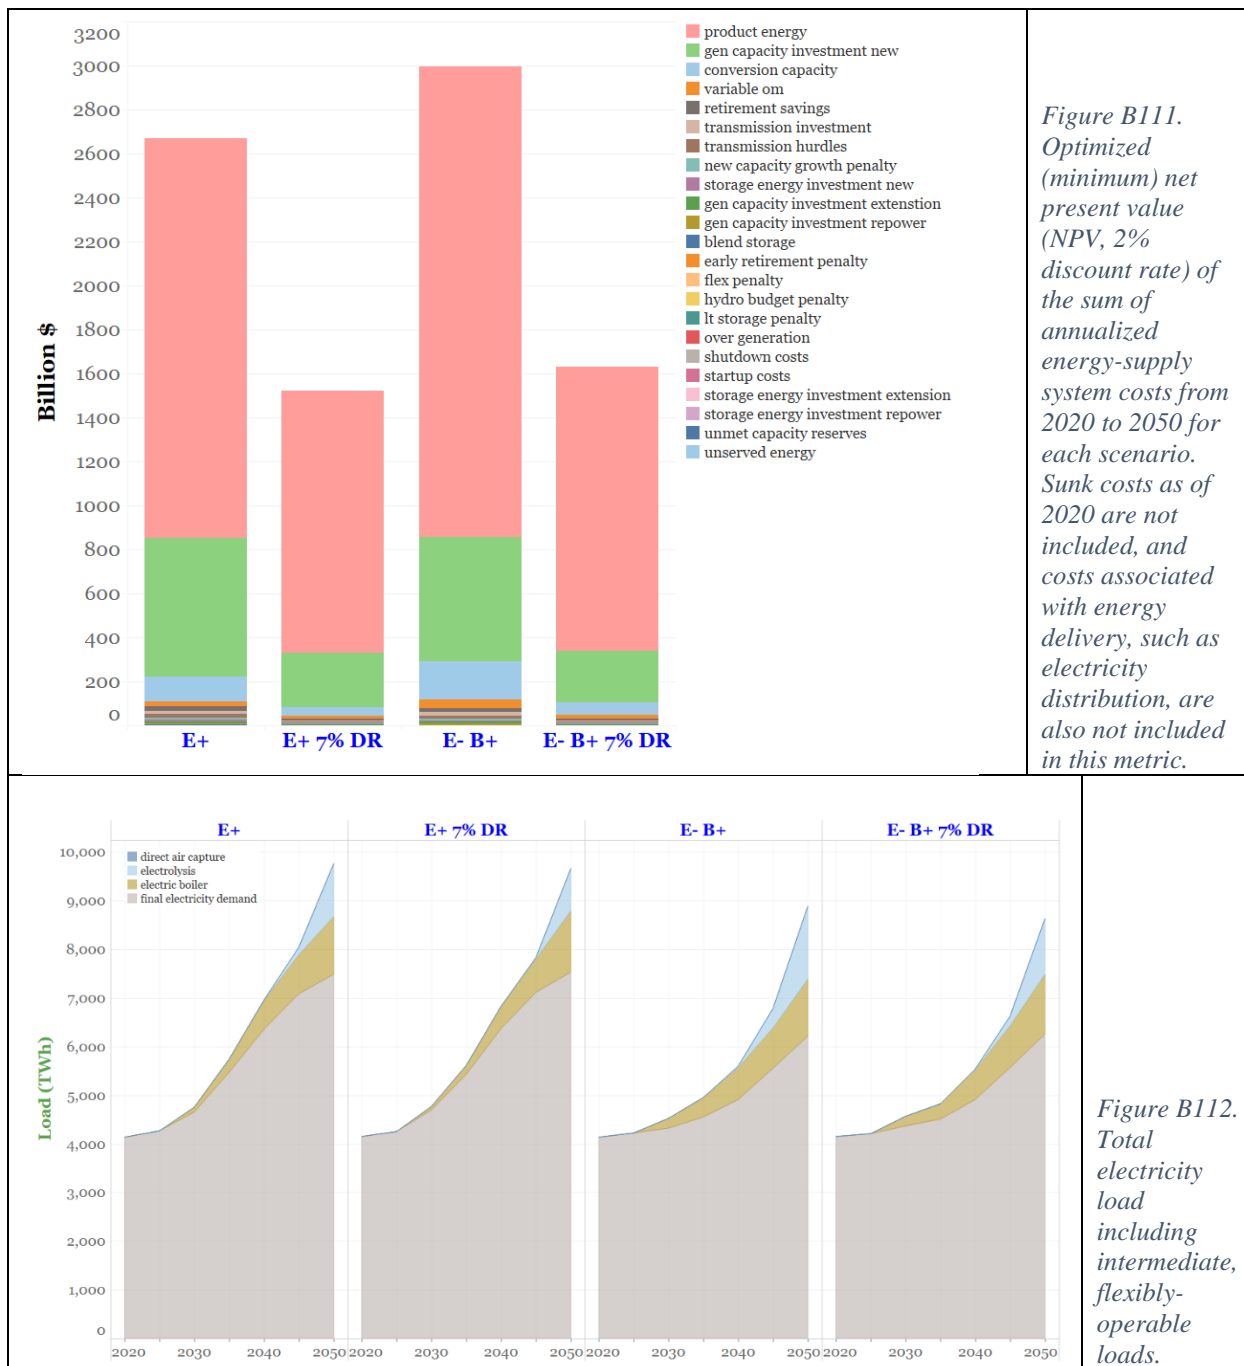 3200
3000
2800
2600
2400
2200
2000
1800
1600
1400
1200
1000
800
600
400
200
0
Billion $
E+
E+ 7% DR
E- B+
E- B+ 7% DR
product energy
gen capacity investment new
conversion capacity
variable om
retirement savings
transmission investment
transmission hurdles
new capacity growth penalty
storage energy investment new
gen capacity investment extenstion
gen capacity investment repower
blend storage
early retirement penalty
flex penalty
hydro budget penalty
lt storage penalty
over generation
shutdown costs
startup costs
storage energy investment extension
storage energy investment repower
unmet capacity reserves
unserved energy
Figure B111.
Optimized
(minimum) net
present value
(NPV, 2%
discount rate) of
the sum of
annualized
energy-supply
system costs from
2020 to 2050 for
each scenario.
Sunk costs as of
2020 are not
included, and
costs associated
with energy
delivery, such as
electricity
distribution, are
also not included
in this metric.
E+
E+ 7% DR
E- B+
E- B+ 7% DR
10,000
9,000
8,000
7,000
6,000
5,000
4,000
3,000
2,000
1,000
0
Load (TWh)
direct air capture
electrolysis
electric boiler
final electricity demand
2020 2030 2040 2050
2020 2030 2040 2050
2020 2030 2040 2050
2020 2030 2040 2050
Figure B112.
Total
electricity
load
including
intermediate,
flexibly-
operable
loads.